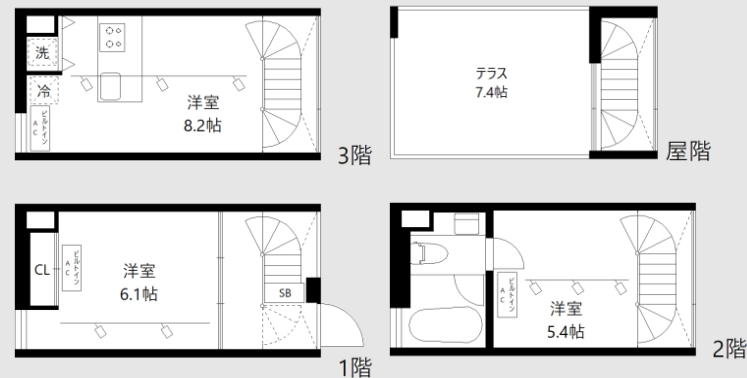 洗
冷
ビルトイン
AC
洋室
8.2帖
3階
テラス
7.4帖
屋階
CL
ビルトイン
AC
洋室
6.1帖
SB
1階
ビルトイン
AC
洋室
5.4帖
2階